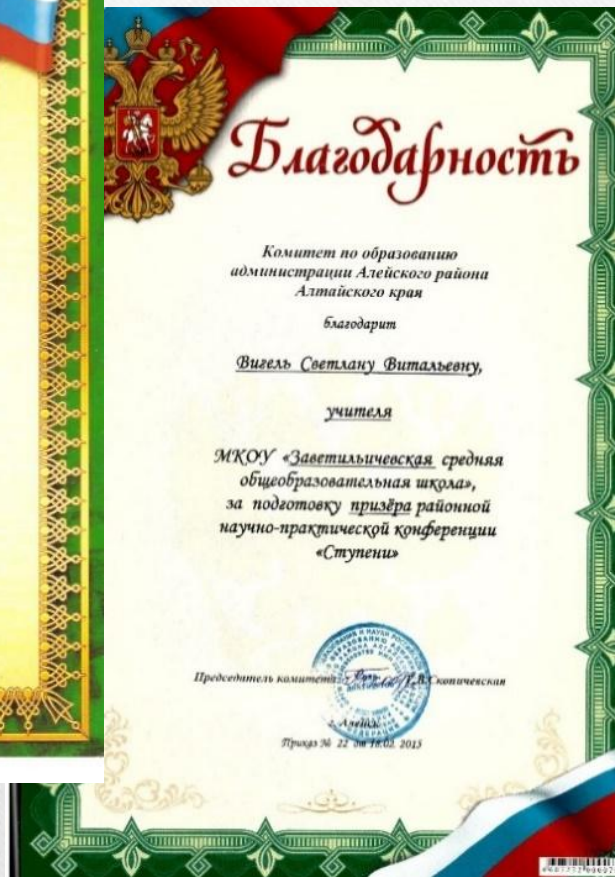 Благодарность
Комитет по образованию
администрации Алейского района
Алтайского края
благодарит
Вигель Светлану Витальевну,
учителя
МКОУ «Заветильичевская средняя
общеобразовательная школа»,
за подготовку призёра районной
научно-практической конференции
«Ступени»
Председатель комитета Г.В.Скопичевская
г. Алейск
Приказ № 22 от 18.02. 2015